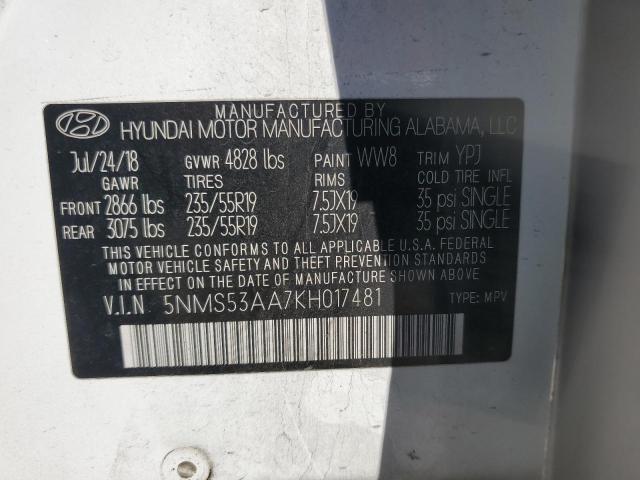 MANUFACTURED BY
HYUNDAI MOTOR MANUFACTURING ALABAMA, LLC
Jul/24/18 GVWR 4828 lbs PAINT WW8 TRIM YPJ
GAWR TIRES RIMS COLD TIRE INFL
FRONT 2866 lbs 235/55R19 7.5JX19 35 psi SINGLE
REAR 3075 lbs 235/55R19 7.5JX19 35 psi SINGLE
THIS VEHICLE CONFORMS TO ALL APPLICABLE U.S.A. FEDERAL
MOTOR VEHICLE SAFETY AND THEFT PREVENTION STANDARDS
IN EFFECT ON THE DATE OF MANUFACTURE SHOWN ABOVE
V.I.N 5NMS53AA7KH017481 TYPE: MPV